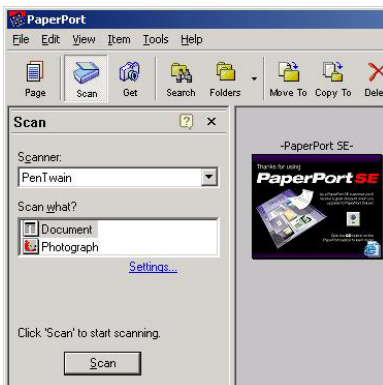 PaperPort
File Edit View Item Tools Help
Page Scan Get Search Folders Move To Copy To Dele
Scan
Scanner:
PenTwain
Scan what?
Document
Photograph
Settings...
Click 'Scan' to start scanning.
Scan
-PaperPort SE-
Thanks for using
PaperPort SE